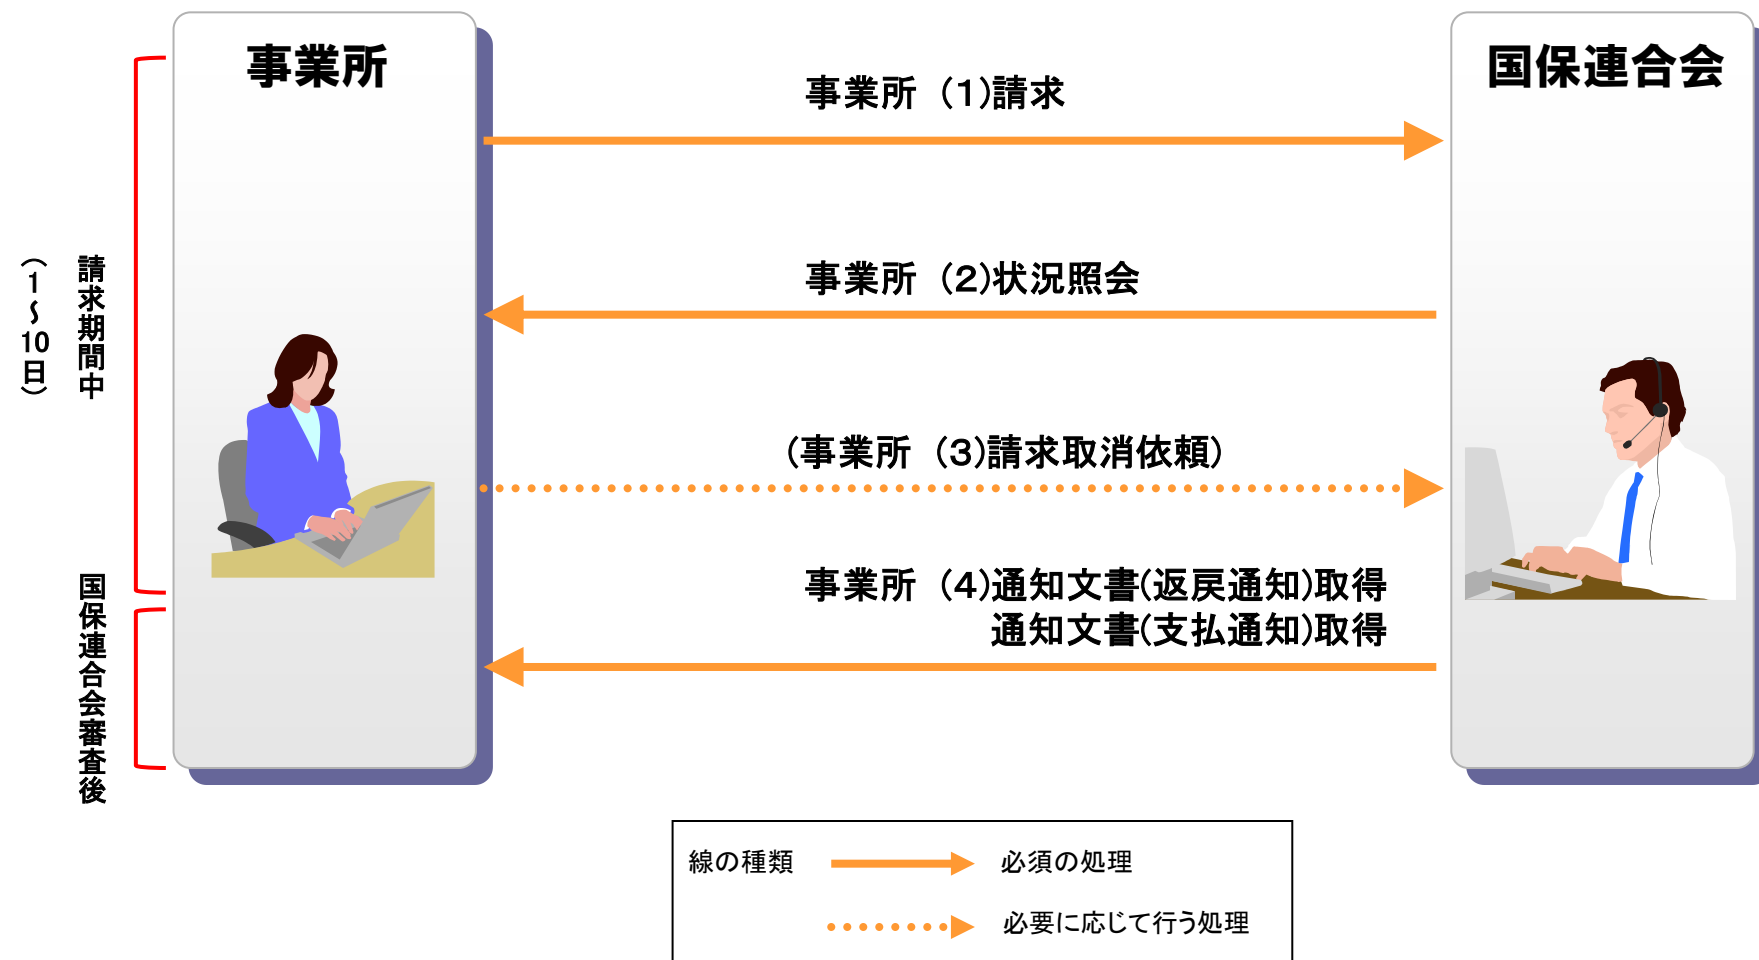 事業所
国保連合会
事業所 (1)請求
事業所 (2)状況照会
(事業所 (3)請求取消依頼)
事業所 (4)通知文書(返戻通知)取得
通知文書(支払通知)取得
請求期間中
(1~10日)
国保連合会審査後
線の種類 必須の処理
必要に応じて行う処理